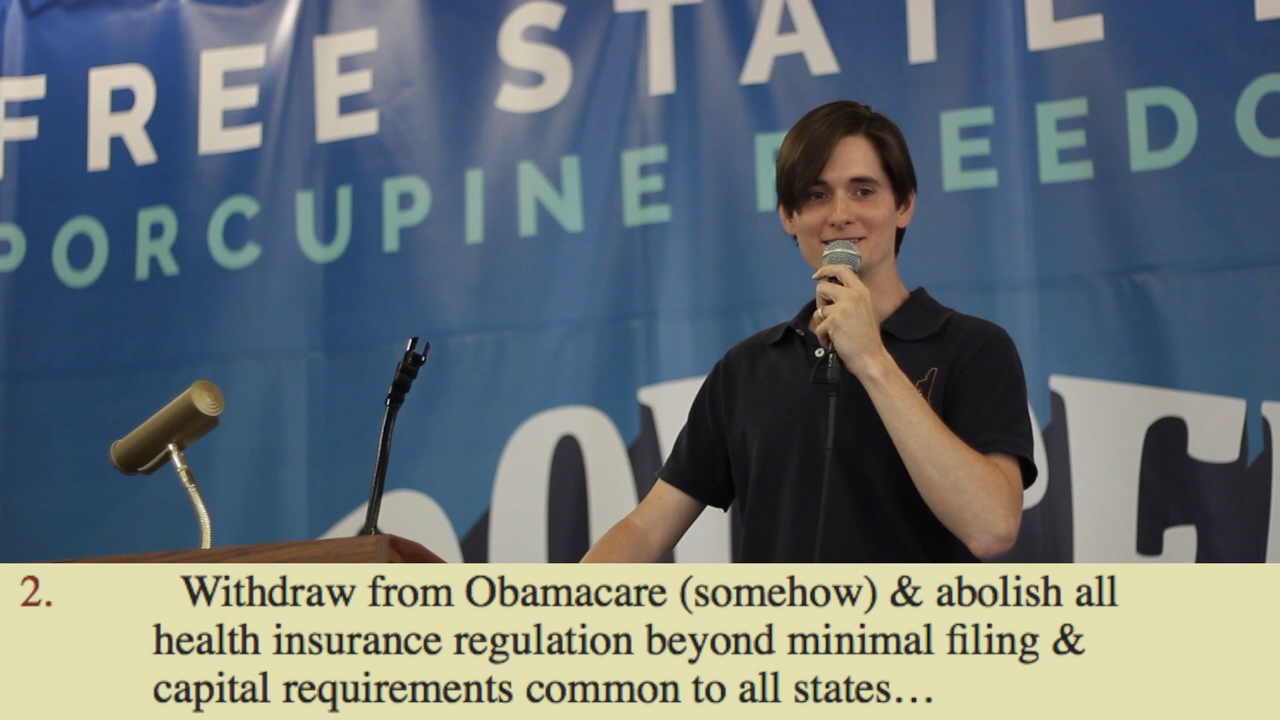 FREE STATE
PORCUPINE
2. Withdraw from Obamacare (somehow) & abolish all
health insurance regulation beyond minimal filing &
capital requirements common to all states…